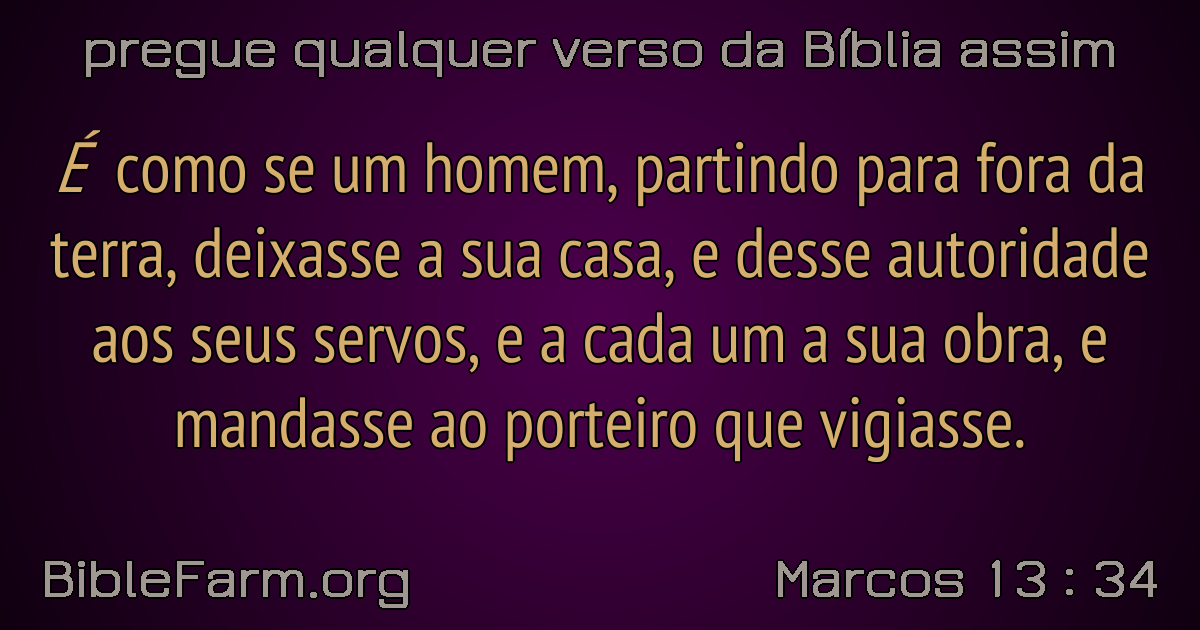 pregue qualquer verso da Bíblia assim
É como se um homem, partindo para fora da
terra, deixasse a sua casa, e desse autoridade
aos seus servos, e a cada um a sua obra, e
mandasse ao porteiro que vigiasse.
BibleFarm.org
Marcos 13 : 34